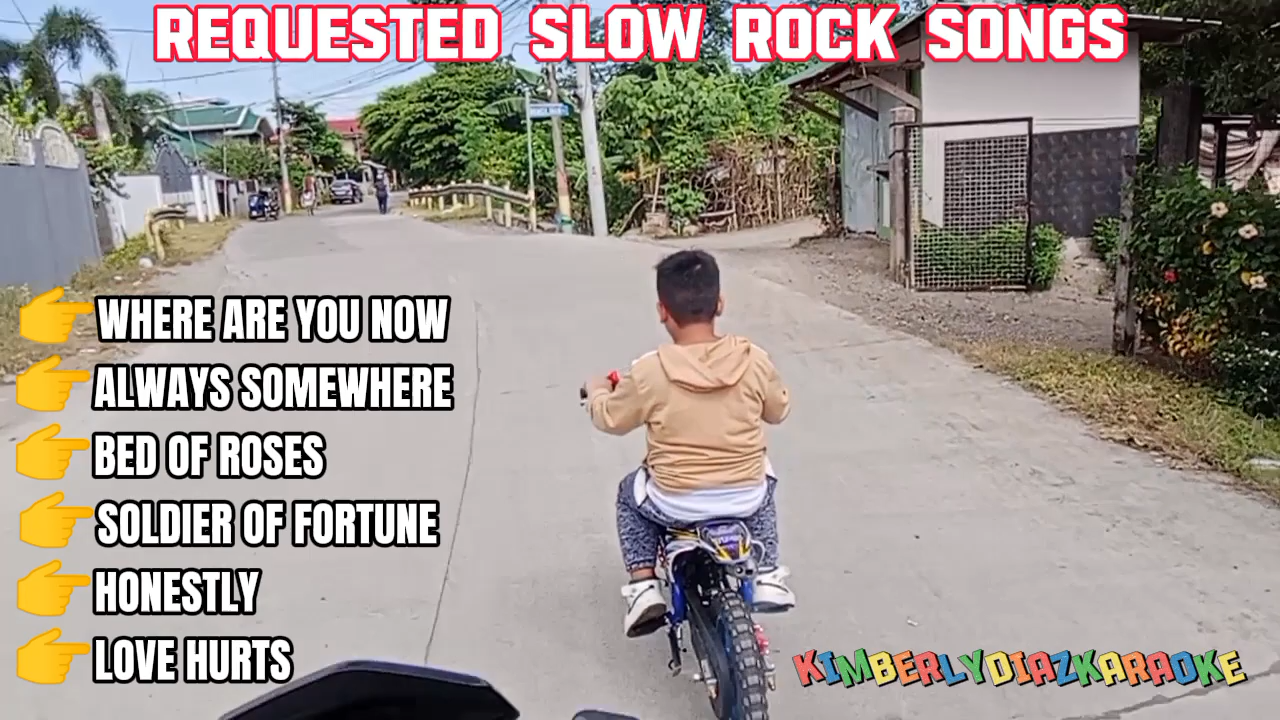 REQUESTED SLOW ROCK SONGS
WHERE ARE YOU NOW
ALWAYS SOMEWHERE
BED OF ROSES
SOLDIER OF FORTUNE
HONESTLY
LOVE HURTS
KIMBERLYDIAZKARAOKE